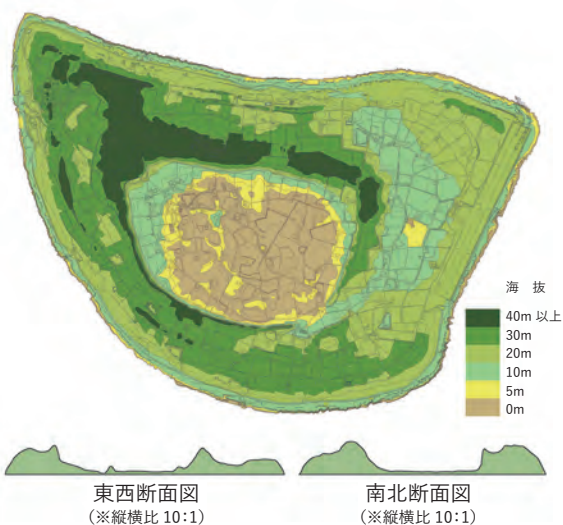 海 抜
40m 以上
30m
20m
10m
5m
0m
東西断面図
（※縦横比 10:1）
南北断面図
（※縦横比 10:1）